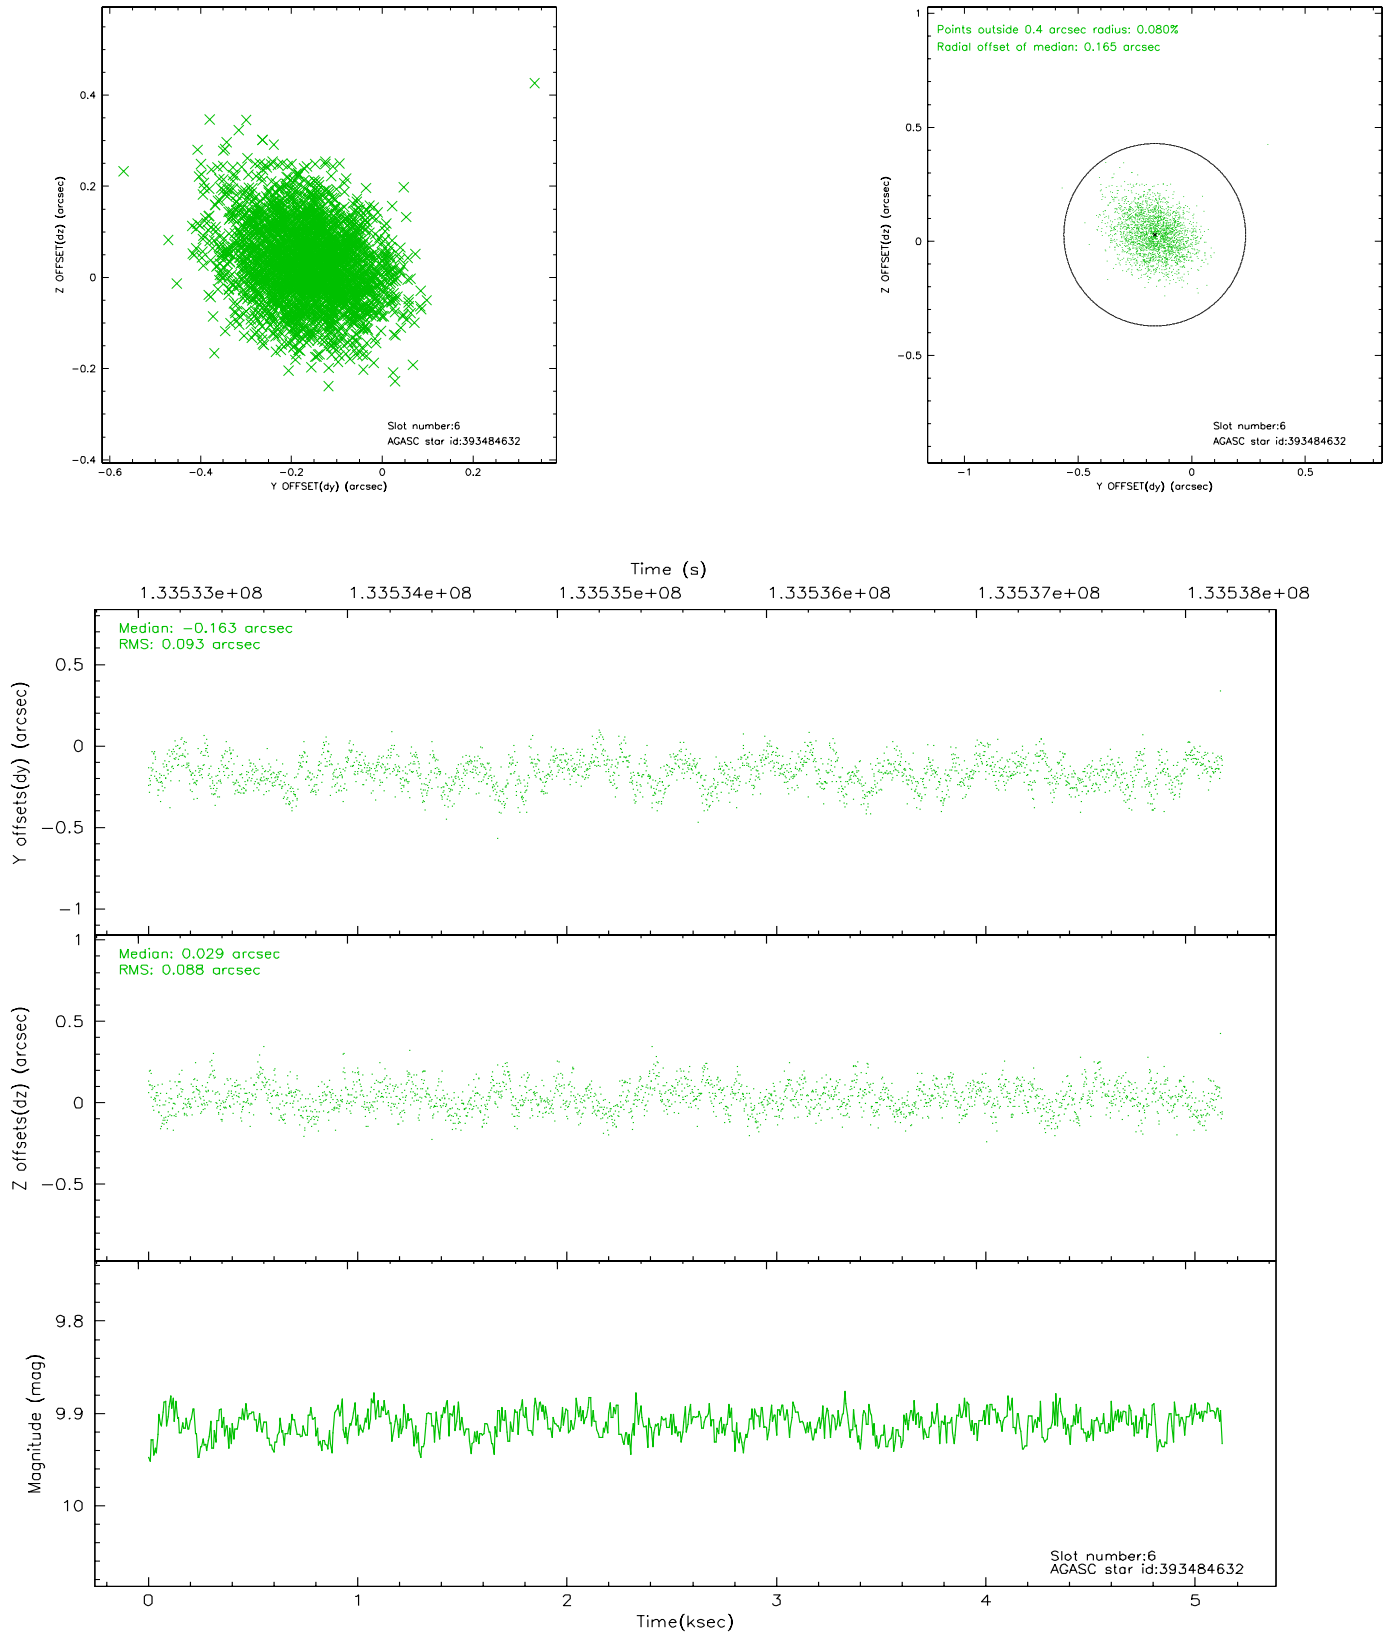 0.4
0.2
0
−0.2
−0.4
Z OFFSET(dz) (arcsec)
−0.6
−0.4
−0.2
0
0.2
Y OFFSET(dy) (arcsec)
Slot number:6
AGASC star id:393484632
Points outside 0.4 arcsec radius: 0.080%
Radial offset of median: 0.165 arcsec
1
0.5
0
−0.5
Z OFFSET(dz) (arcsec)
−1
−0.5
0
0.5
Y OFFSET(dy) (arcsec)
Slot number:6
AGASC star id:393484632
Time (s)
1.33533e+08
1.33534e+08
1.33535e+08
1.33536e+08
1.33537e+08
1.33538e+08
Median: −0.163 arcsec
RMS: 0.093 arcsec
0.5
0
−0.5
−1
Y offsets(dy) (arcsec)
Median: 0.029 arcsec
RMS: 0.088 arcsec
1
0.5
0
−0.5
Z offsets(dz) (arcsec)
9.8
9.9
10
Magnitude (mag)
Slot number:6
AGASC star id:393484632
0
1
2
3
4
5
Time(ksec)